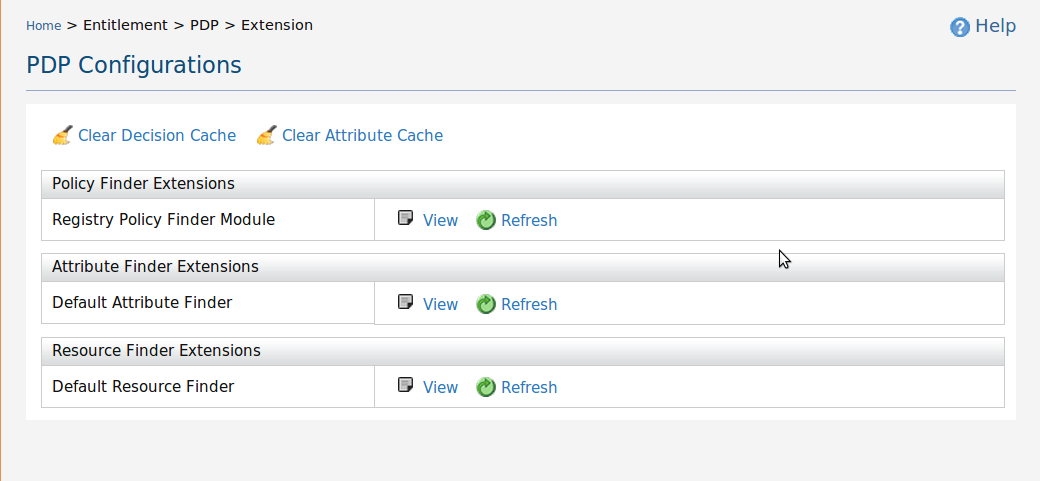 Home > Entitlement > PDP > Extension
Help
PDP Configurations
Clear Decision Cache Clear Attribute Cache
Policy Finder Extensions
Registry Policy Finder Module View Refresh
Attribute Finder Extensions
Default Attribute Finder View Refresh
Resource Finder Extensions
Default Resource Finder View Refresh